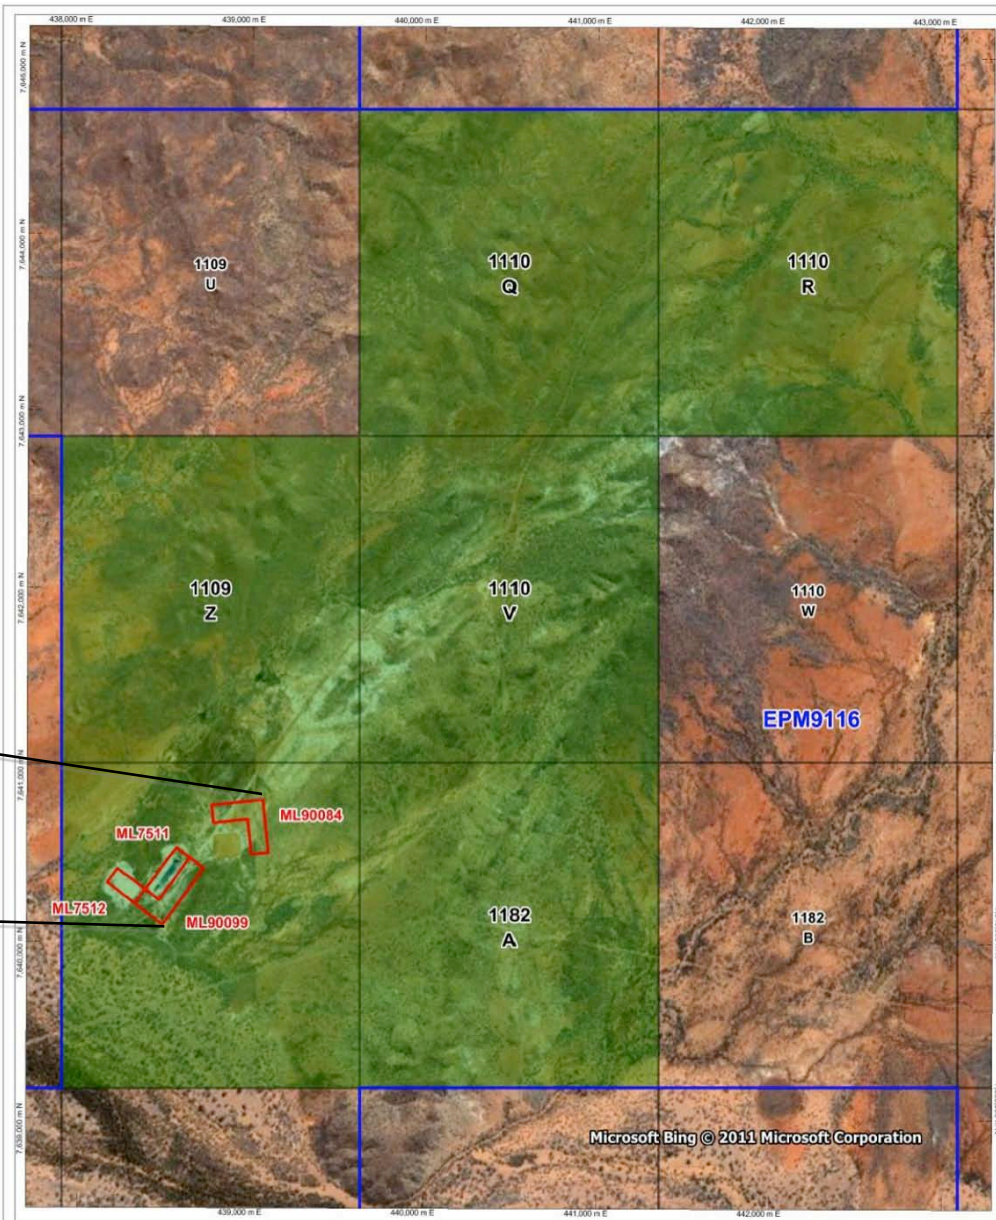 438,000 m E
439,000 m E
440,000 m E
441,000 m E
442,000 m E
443,000 m E
7,645,000 m N
7,644,000 m N
1109
U
1110
Q
1110
R
7,643,000 m N
7,642,000 m N
1109
Z
1110
V
1110
W
EPM9116
7,641,000 m N
ML90084
ML7511
ML7512
ML90099
1182
A
1182
B
7,640,000 m N
7,639,000 m N
Microsoft Bing © 2011 Microsoft Corporation
439,000 m E
440,000 m E
441,000 m E
442,000 m E